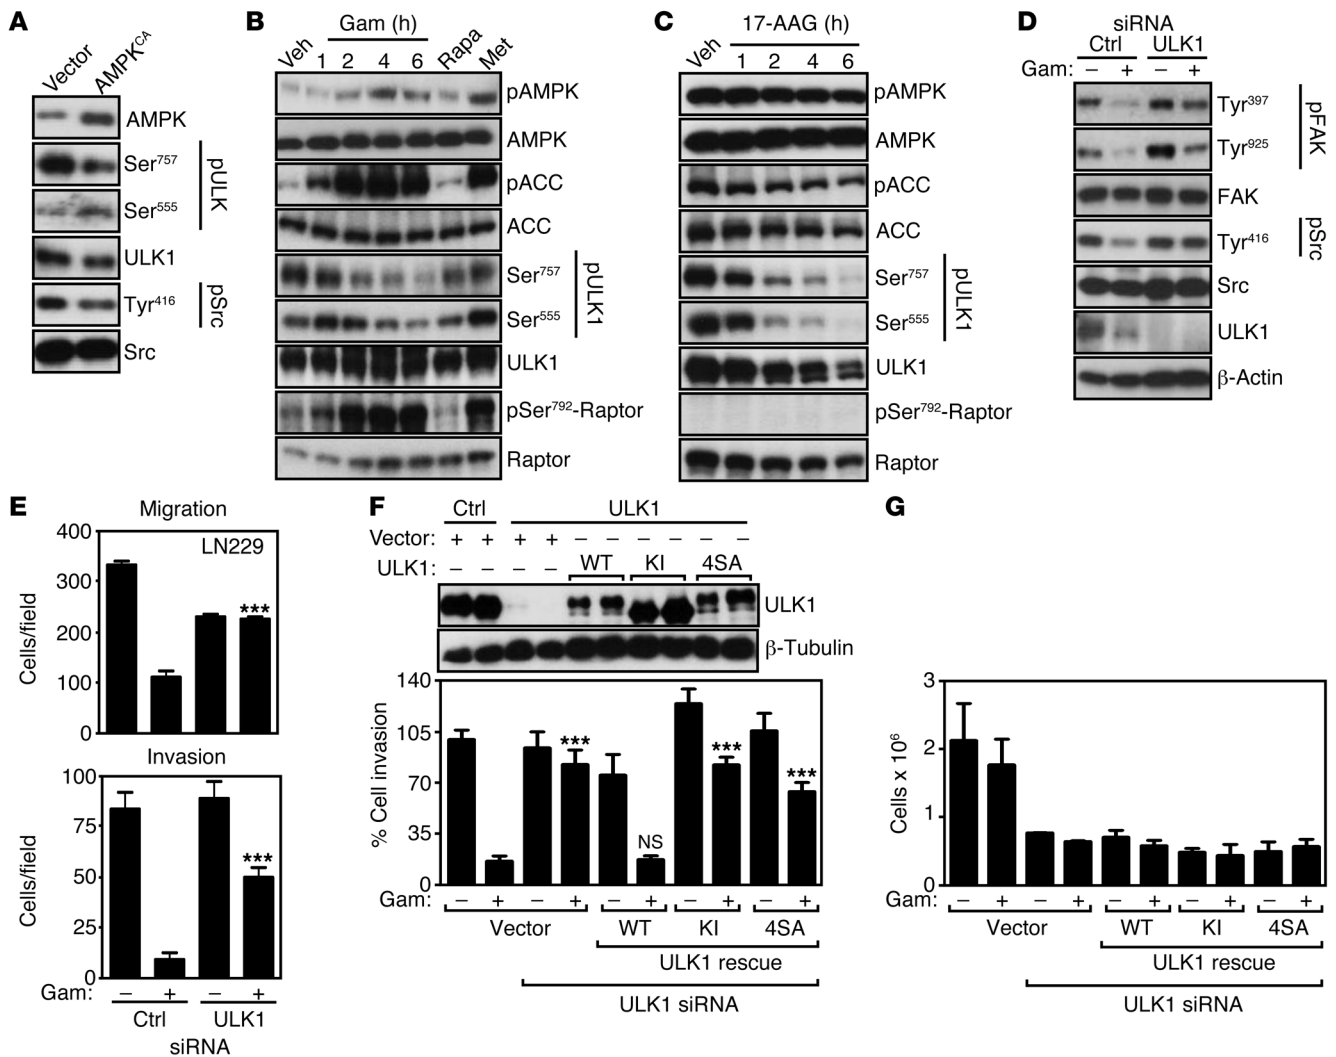 A
Vector
AMPK^CA
AMPK
Ser757
Ser555
pULK
ULK1
Tyr416
pSrc
Src
B
Gam (h)
Veh 1 2 4 6 Rapa Met
pAMPK
AMPK
pACC
ACC
Ser757
Ser555
pULK1
ULK1
pSer792-Raptor
Raptor
C
17-AAG (h)
Veh 1 2 4 6
pAMPK
AMPK
pACC
ACC
Ser757
Ser555
pULK1
ULK1
pSer792-Raptor
Raptor
D
siRNA
Ctrl ULK1
Gam: – + – +
Tyr397
Tyr925
pFAK
FAK
Tyr416
pSrc
Src
ULK1
β-Actin
E
Migration
LN229
400
300
200
100
0
Cells/field
***
Invasion
100
75
50
25
0
Cells/field
***
Gam: – + – +
Ctrl ULK1
siRNA
F
Ctrl ULK1
Vector: + + + + – – – – – –
ULK1: – – – – WT KI 4SA
ULK1
β-Tubulin
140
105
70
35
0
% Cell invasion
*** NS *** ***
Gam: – + – + – + – + – +
Vector WT KI 4SA
ULK1 rescue
ULK1 siRNA
G
3
2
1
0
Cells x 10⁶
Gam: – + – + – + – + – +
Vector WT KI 4SA
ULK1 rescue
ULK1 siRNA